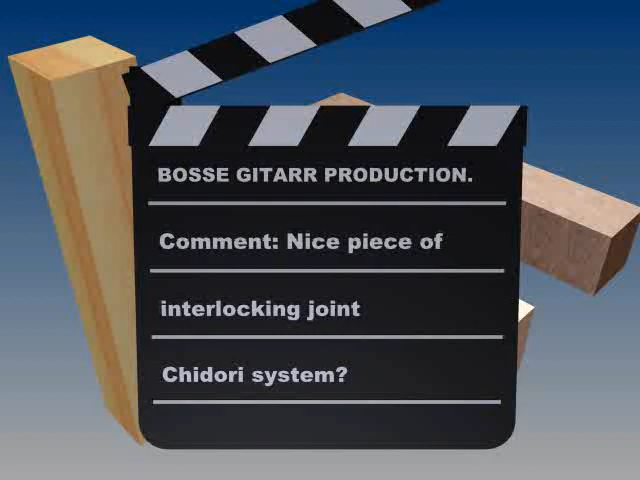 BOSSE GITARR PRODUCTION.
Comment: Nice piece of
interlocking joint
Chidori system?